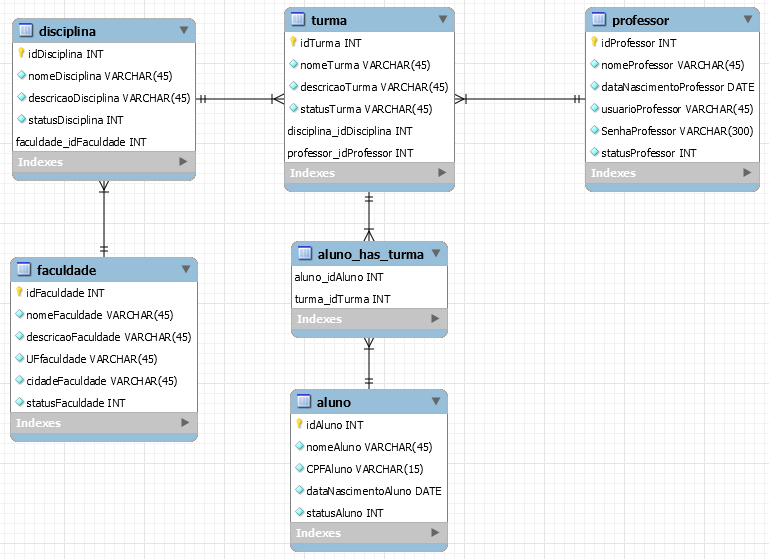 disciplina
idDisciplina INT
nomeDisciplina VARCHAR(45)
descricaoDisciplina VARCHAR(45)
statusDisciplina INT
faculdade_idFaculdade INT
Indexes
turma
idTurma INT
nomeTurma VARCHAR(45)
descricaoTurma VARCHAR(45)
statusTurma INT
disciplina_idDisciplina INT
professor_idProfessor INT
Indexes
professor
idProfessor INT
nomeProfessor VARCHAR(45)
dataNascimentoProfessor DATE
usuarioProfessor VARCHAR(45)
SenhaProfessor VARCHAR(300)
statusProfessor INT
Indexes
faculdade
idFaculdade INT
nomeFaculdade VARCHAR(45)
descricaoFaculdade VARCHAR(45)
UFfaculdade VARCHAR(45)
cidadeFaculdade VARCHAR(45)
statusFaculdade INT
Indexes
aluno_has_turma
aluno_idAluno INT
turma_idTurma INT
Indexes
aluno
idAluno INT
nomeAluno VARCHAR(45)
CPFAluno VARCHAR(15)
dataNascimentoAluno DATE
statusAluno INT
Indexes